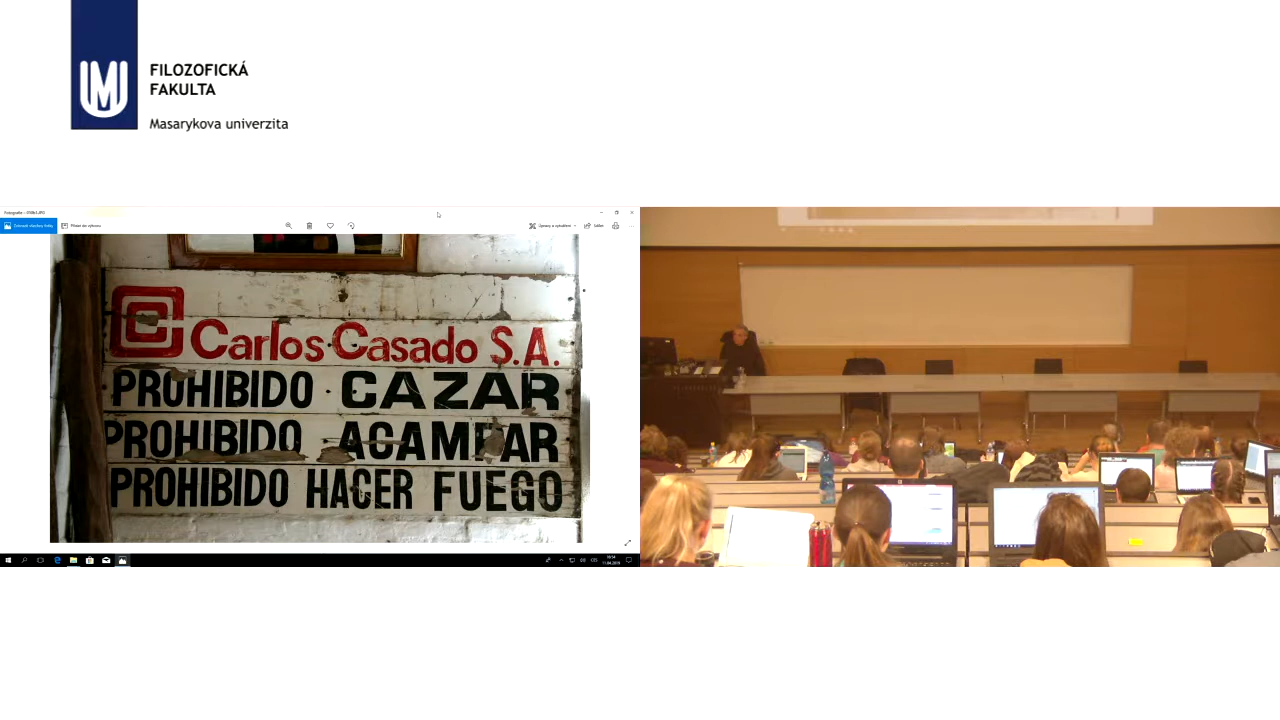 FILOZOFICKÁ
FAKULTA
Masarykova univerzita
Carlos Casado S.A.
PROHIBIDO CAZAR
PROHIBIDO ACAMPAR
PROHIBIDO HACER FUEGO